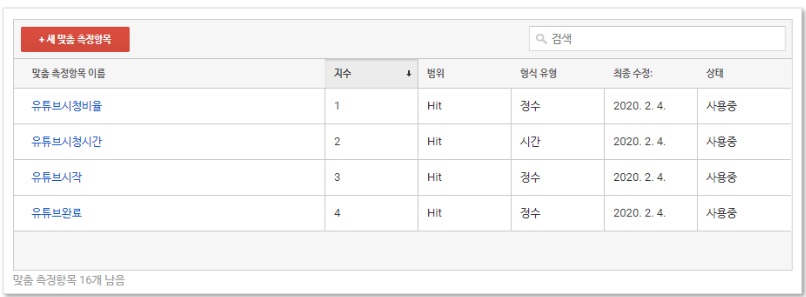 + 새 맞춤 측정항목
검색
맞춤 측정항목 이름 지수 범위 형식 유형 최종 수정: 상태
유튜브시청비율 1 Hit 정수 2020. 2. 4. 사용중
유튜브시청시간 2 Hit 시간 2020. 2. 4. 사용중
유튜브시작 3 Hit 정수 2020. 2. 4. 사용중
유튜브완료 4 Hit 정수 2020. 2. 4. 사용중
맞춤 측정항목 16개 남음